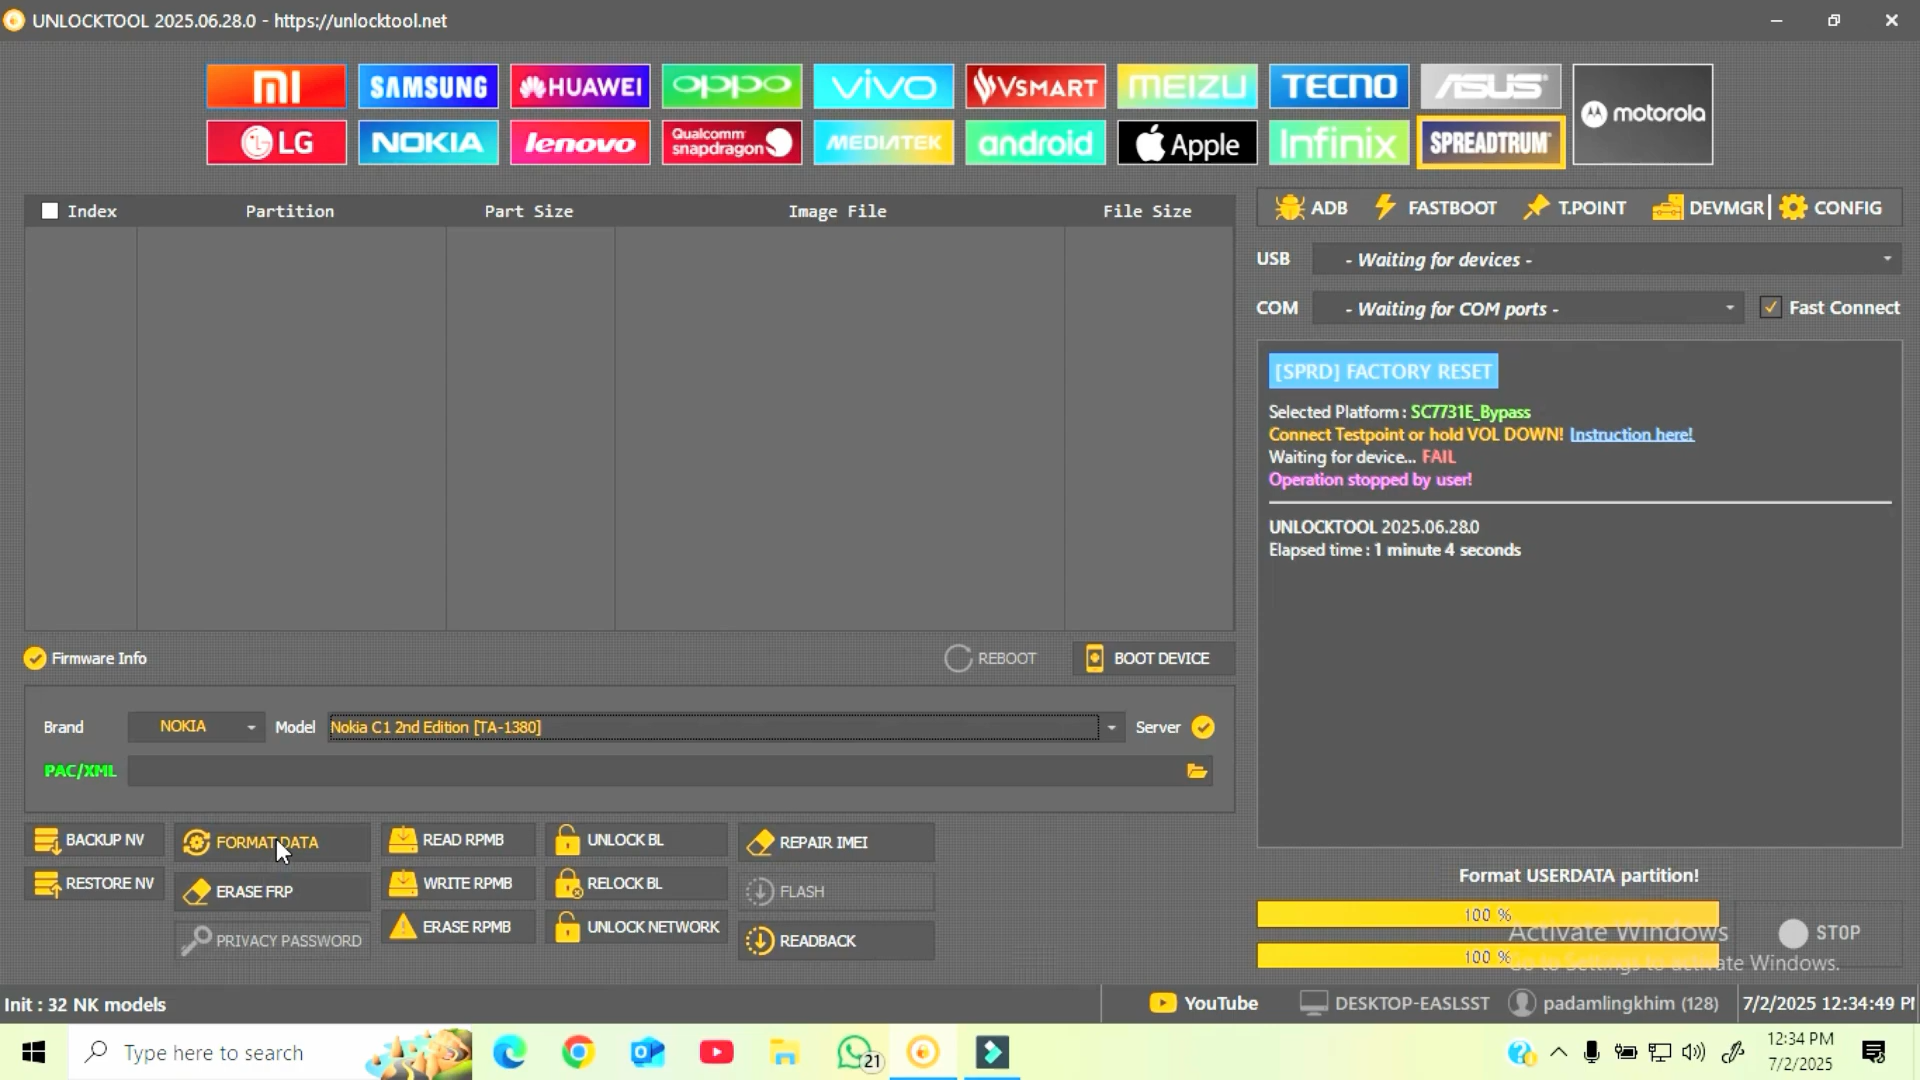 UNLOCKTOOL 2025.06.28.0 - https://unlocktool.net
mi SAMSUNG HUAWEI oppo vivo VSMART MEIZU TECNO ASUS motorola
LG NOKIA lenovo Qualcomm snapdragon MEDIATEK android Apple Infinix SPREADTRUM
Index Partition Part Size Image File File Size
ADB FASTBOOT T.POINT DEVMGR CONFIG
USB - Waiting for devices -
COM - Waiting for COM ports - Fast Connect
[SPRD] FACTORY RESET
Selected Platform : SC7731E_Bypass
Connect Testpoint or hold VOL DOWN! Instruction here!
Waiting for device... FAIL
Operation stopped by user!
UNLOCKTOOL 2025.06.28.0
Elapsed time : 1 minute 4 seconds
Firmware Info REBOOT BOOT DEVICE
Brand NOKIA Model Nokia C1 2nd Edition [TA-1380] Server
PAC/XML
BACKUP NV FORMAT DATA READ RPMB UNLOCK BL REPAIR IMEI
RESTORE NV ERASE FRP WRITE RPMB RELOCK BL FLASH
PRIVACY PASSWORD ERASE RPMB UNLOCK NETWORK READBACK
Format USERDATA partition!
100 %
100 %
STOP
Activate Windows
Go to Settings to activate Windows.
Init : 32 NK models YouTube DESKTOP-EASLSST padamlingkhim (128) 7/2/2025 12:34:49 P
Type here to search 21 12:34 PM
7/2/2025